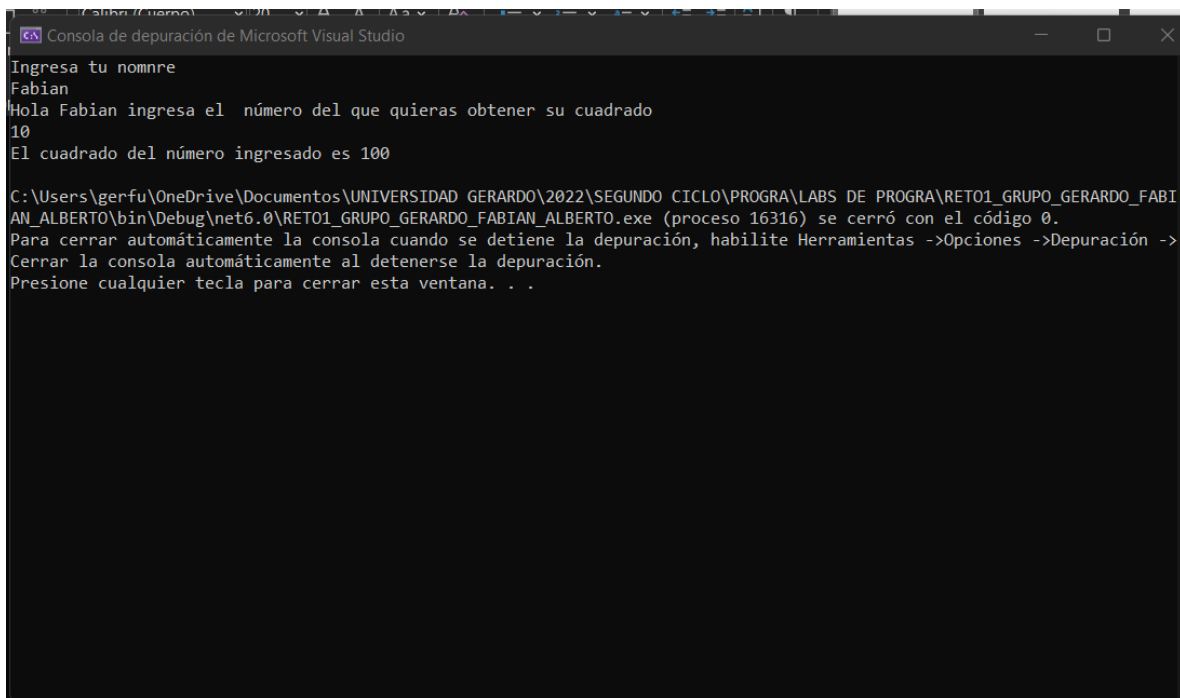 Calibri (Cuerpo) 20
Consola de depuración de Microsoft Visual Studio
Ingresa tu nomnre
Fabian
Hola Fabian ingresa el  número del que quieras obtener su cuadrado
10
El cuadrado del número ingresado es 100
C:\Users\gerfu\OneDrive\Documentos\UNIVERSIDAD GERARDO\2022\SEGUNDO CICLO\PROGRA\LABS DE PROGRA\RETO1_GRUPO_GERARDO_FABI
AN_ALBERTO\bin\Debug\net6.0\RETO1_GRUPO_GERARDO_FABIAN_ALBERTO.exe (proceso 16316) se cerró con el código 0.
Para cerrar automáticamente la consola cuando se detiene la depuración, habilite Herramientas ->Opciones ->Depuración ->
Cerrar la consola automáticamente al detenerse la depuración.
Presione cualquier tecla para cerrar esta ventana. . .